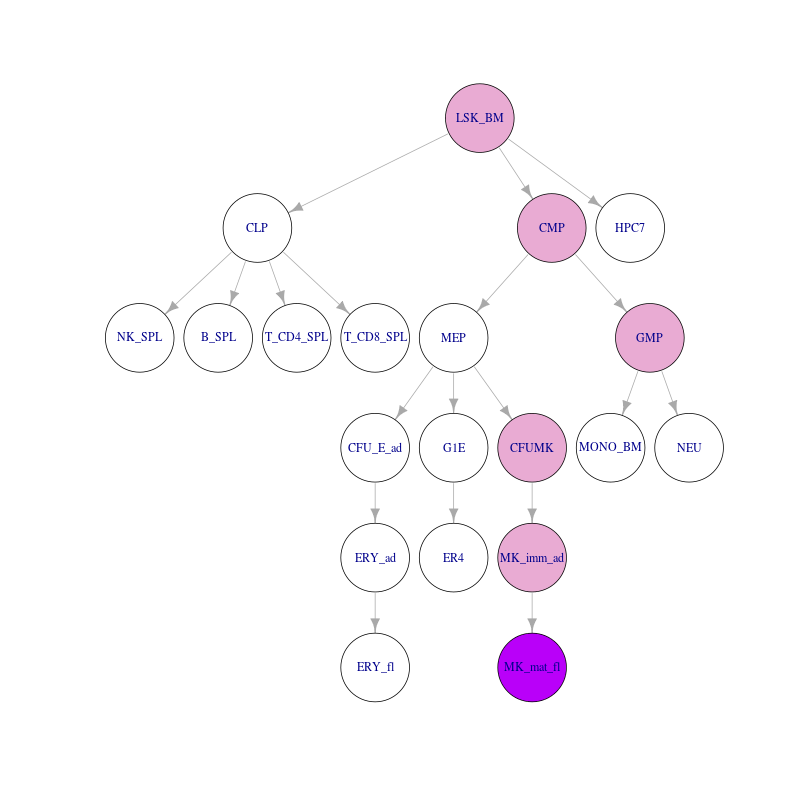 LSK_BM
CLP
CMP
HPC7
NK_SPL
B_SPL
T_CD4_SPL
T_CD8_SPL
MEP
GMP
CFU_E_ad
G1E
CFUMK
MONO_BM
NEU
ERY_ad
ER4
MK_imm_ad
ERY_fl
MK_mat_fl